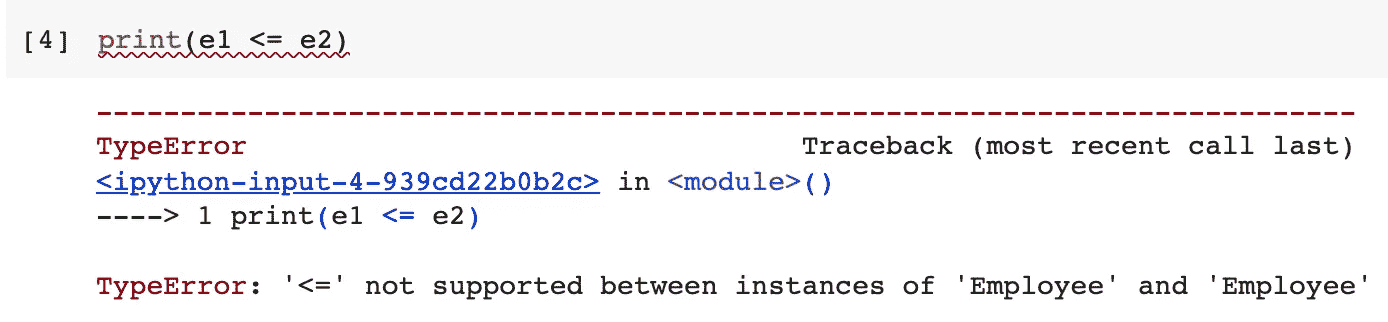 [4] print(e1 <= e2)
---------------------------------------------------------------------------
TypeError Traceback (most recent call last)
<ipython-input-4-939cd22b0b2c> in <module>()
----> 1 print(e1 <= e2)
TypeError: '<=' not supported between instances of 'Employee' and 'Employee'